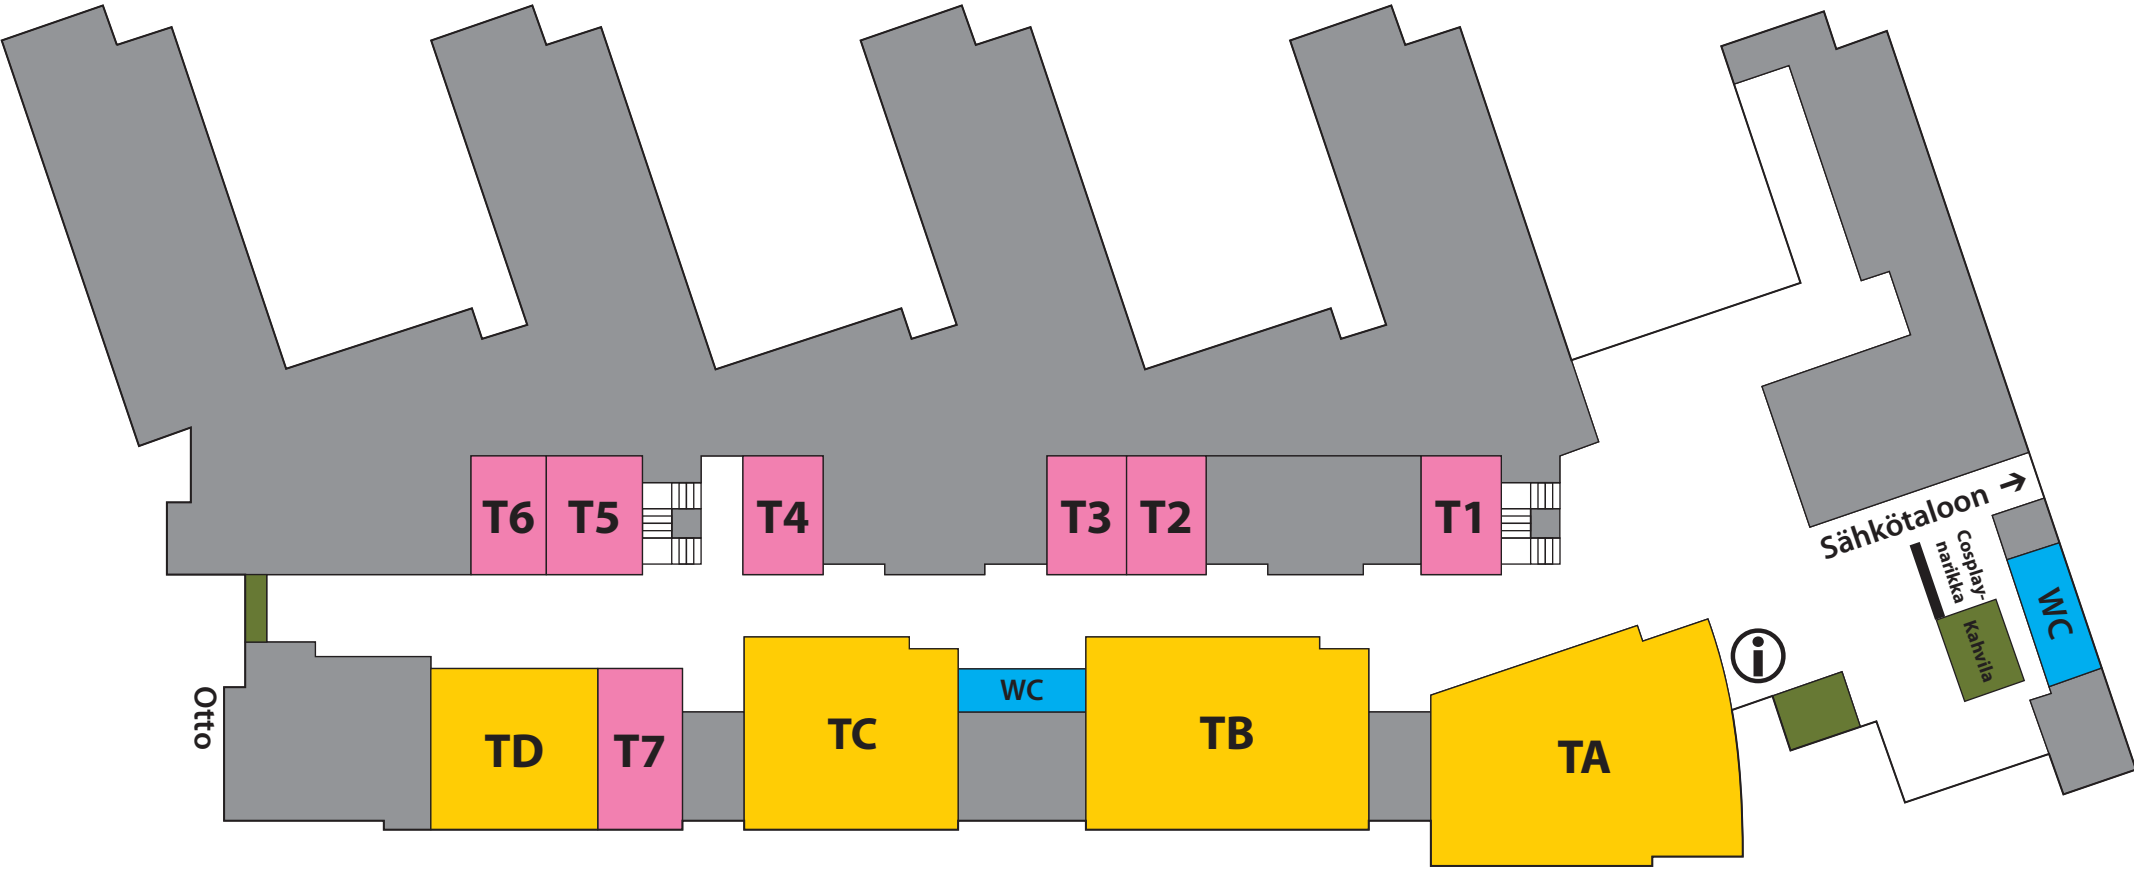 T6
T5
T4
T3
T2
T1
Sähkötaloon →
Cosplay-
narikka
Kahvila
WC
i
Otto
TD
T7
TC
WC
TB
TA